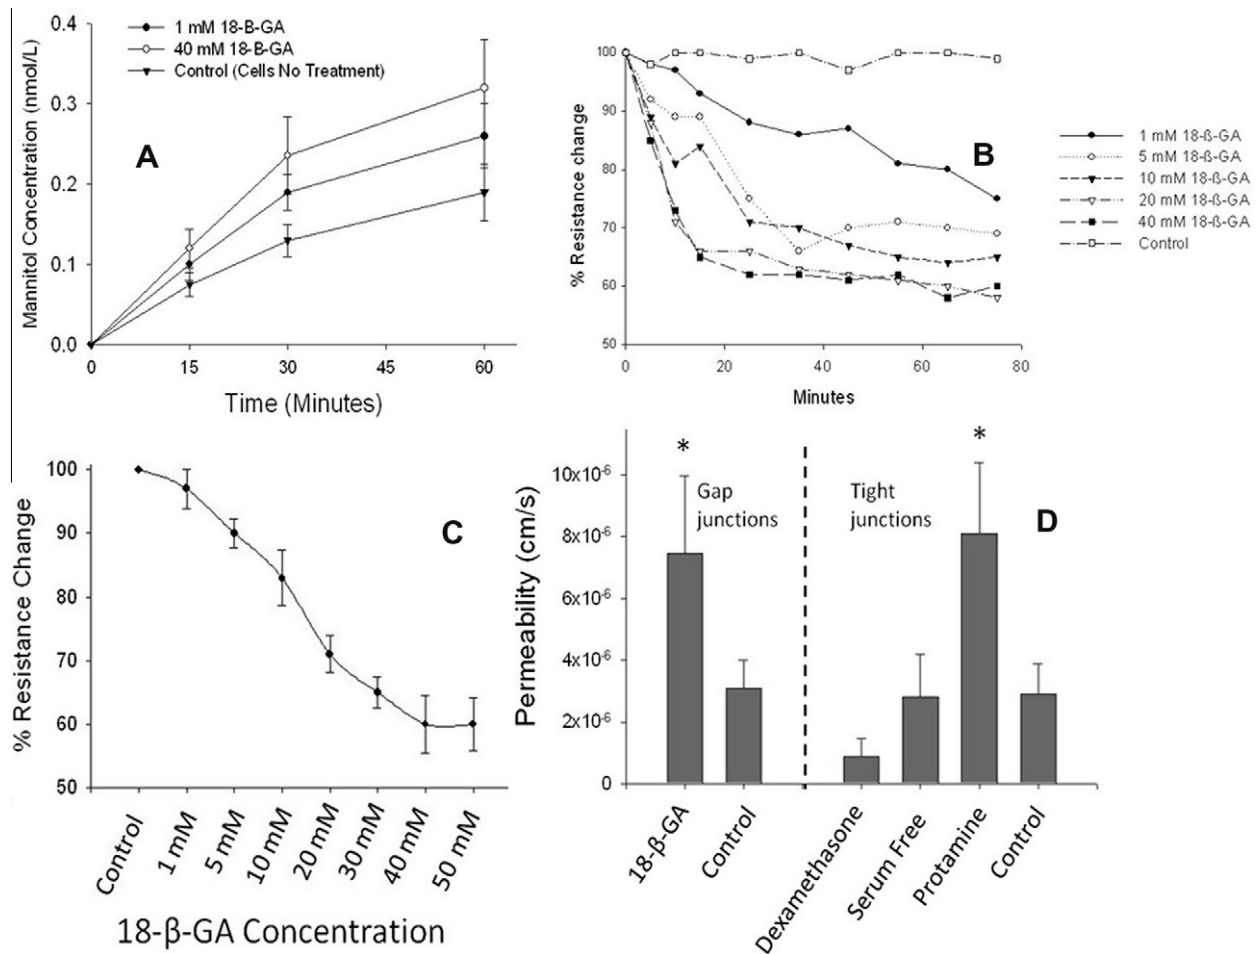 0.4
0.3
0.2
0.1
0.0
Mannitol Concentration (nmol/L)
1 mM 18-B-GA
40 mM 18-B-GA
Control (Cells No Treatment)
A
0 15 30 45 60
Time (Minutes)
100
90
80
70
60
50
% Resistance change
B
0 20 40 60 80
Minutes
1 mM 18-ß-GA
5 mM 18-ß-GA
10 mM 18-ß-GA
20 mM 18-ß-GA
40 mM 18-ß-GA
Control
100
90
80
70
60
50
% Resistance Change
C
Control
1 mM
5 mM
10 mM
20 mM
30 mM
40 mM
50 mM
18-β-GA Concentration
10x10-6
8x10-6
6x10-6
4x10-6
2x10-6
0
Permeability (cm/s)
*
Gap
junctions
*
Tight
junctions
D
18-β-GA
Control
Dexamethasone
Serum Free
Protamine
Control